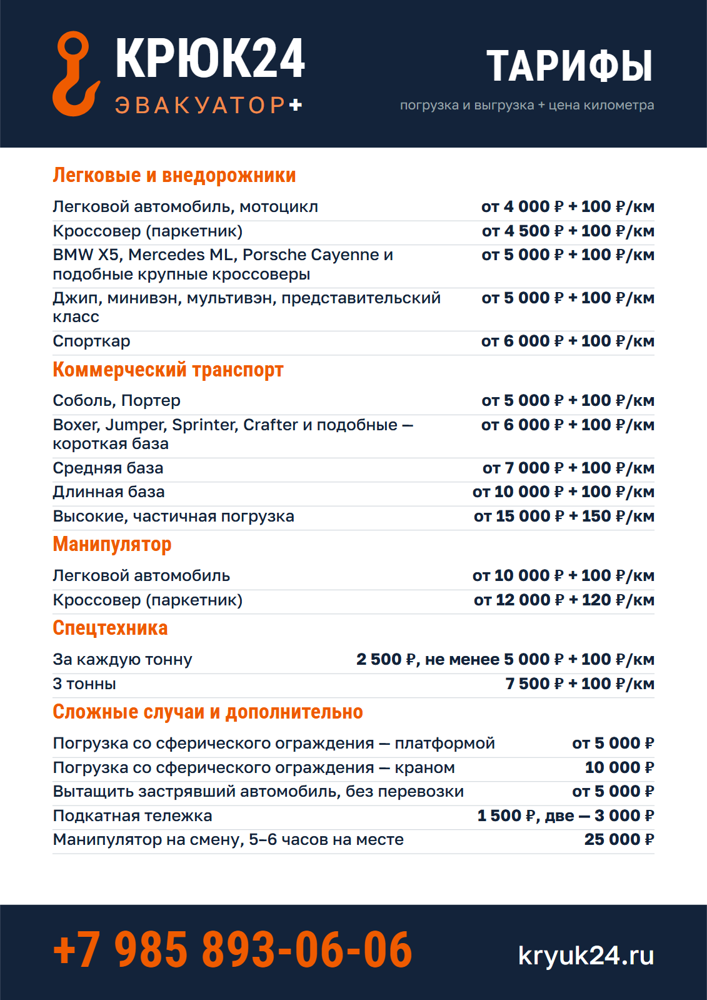 КРЮК24
ЭВАКУАТОР+
ТАРИФЫ
погрузка и выгрузка + цена километра
Легковые и внедорожники
Легковой автомобиль, мотоцикл от 4 000 ₽ + 100 ₽/км
Кроссовер (паркетник) от 4 500 ₽ + 100 ₽/км
BMW X5, Mercedes ML, Porsche Cayenne и от 5 000 ₽ + 100 ₽/км
подобные крупные кроссоверы
Джип, минивэн, мультивэн, представительский от 5 000 ₽ + 100 ₽/км
класс
Спорткар от 6 000 ₽ + 100 ₽/км
Коммерческий транспорт
Соболь, Портер от 5 000 ₽ + 100 ₽/км
Boxer, Jumper, Sprinter, Crafter и подобные — от 6 000 ₽ + 100 ₽/км
короткая база
Средняя база от 7 000 ₽ + 100 ₽/км
Длинная база от 10 000 ₽ + 100 ₽/км
Высокие, частичная погрузка от 15 000 ₽ + 150 ₽/км
Манипулятор
Легковой автомобиль от 10 000 ₽ + 100 ₽/км
Кроссовер (паркетник) от 12 000 ₽ + 120 ₽/км
Спецтехника
За каждую тонну 2 500 ₽, не менее 5 000 ₽ + 100 ₽/км
3 тонны 7 500 ₽ + 100 ₽/км
Сложные случаи и дополнительно
Погрузка со сферического ограждения — платформой от 5 000 ₽
Погрузка со сферического ограждения — краном 10 000 ₽
Вытащить застрявший автомобиль, без перевозки от 5 000 ₽
Подкатная тележка 1 500 ₽, две — 3 000 ₽
Манипулятор на смену, 5–6 часов на месте 25 000 ₽
+7 985 893-06-06
kryuk24.ru